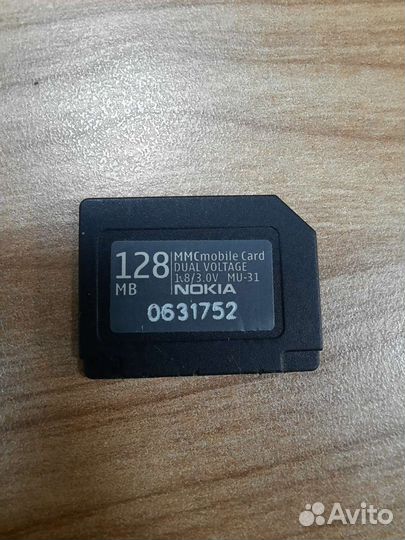 128 MB
MMCmobile Card
DUAL VOLTAGE
1.8/3.0V MU-31
NOKIA
0631752
Avito